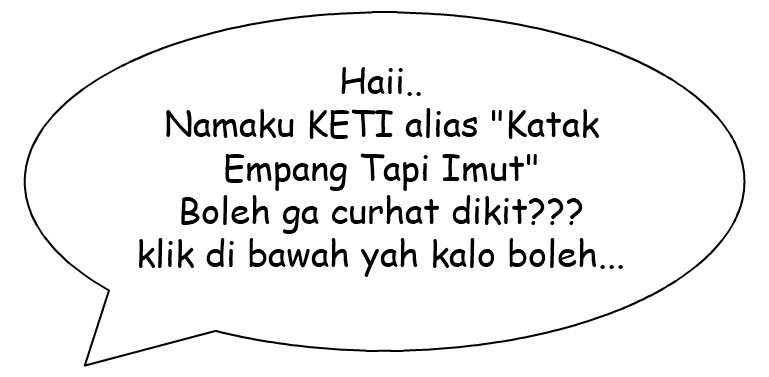 Haii..
Namaku KETI alias "Katak
Empang Tapi Imut"
Boleh ga curhat dikit???
klik di bawah yah kalo boleh...